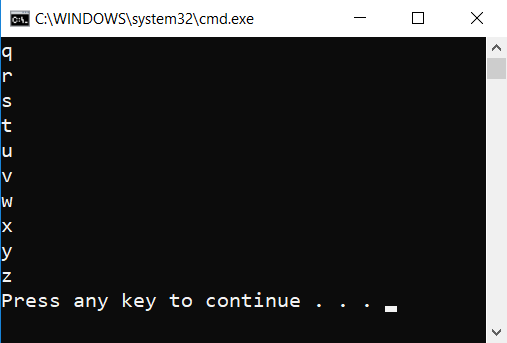 C:\WINDOWS\system32\cmd.exe
q
r
s
t
u
v
w
x
y
z
Press any key to continue . . .